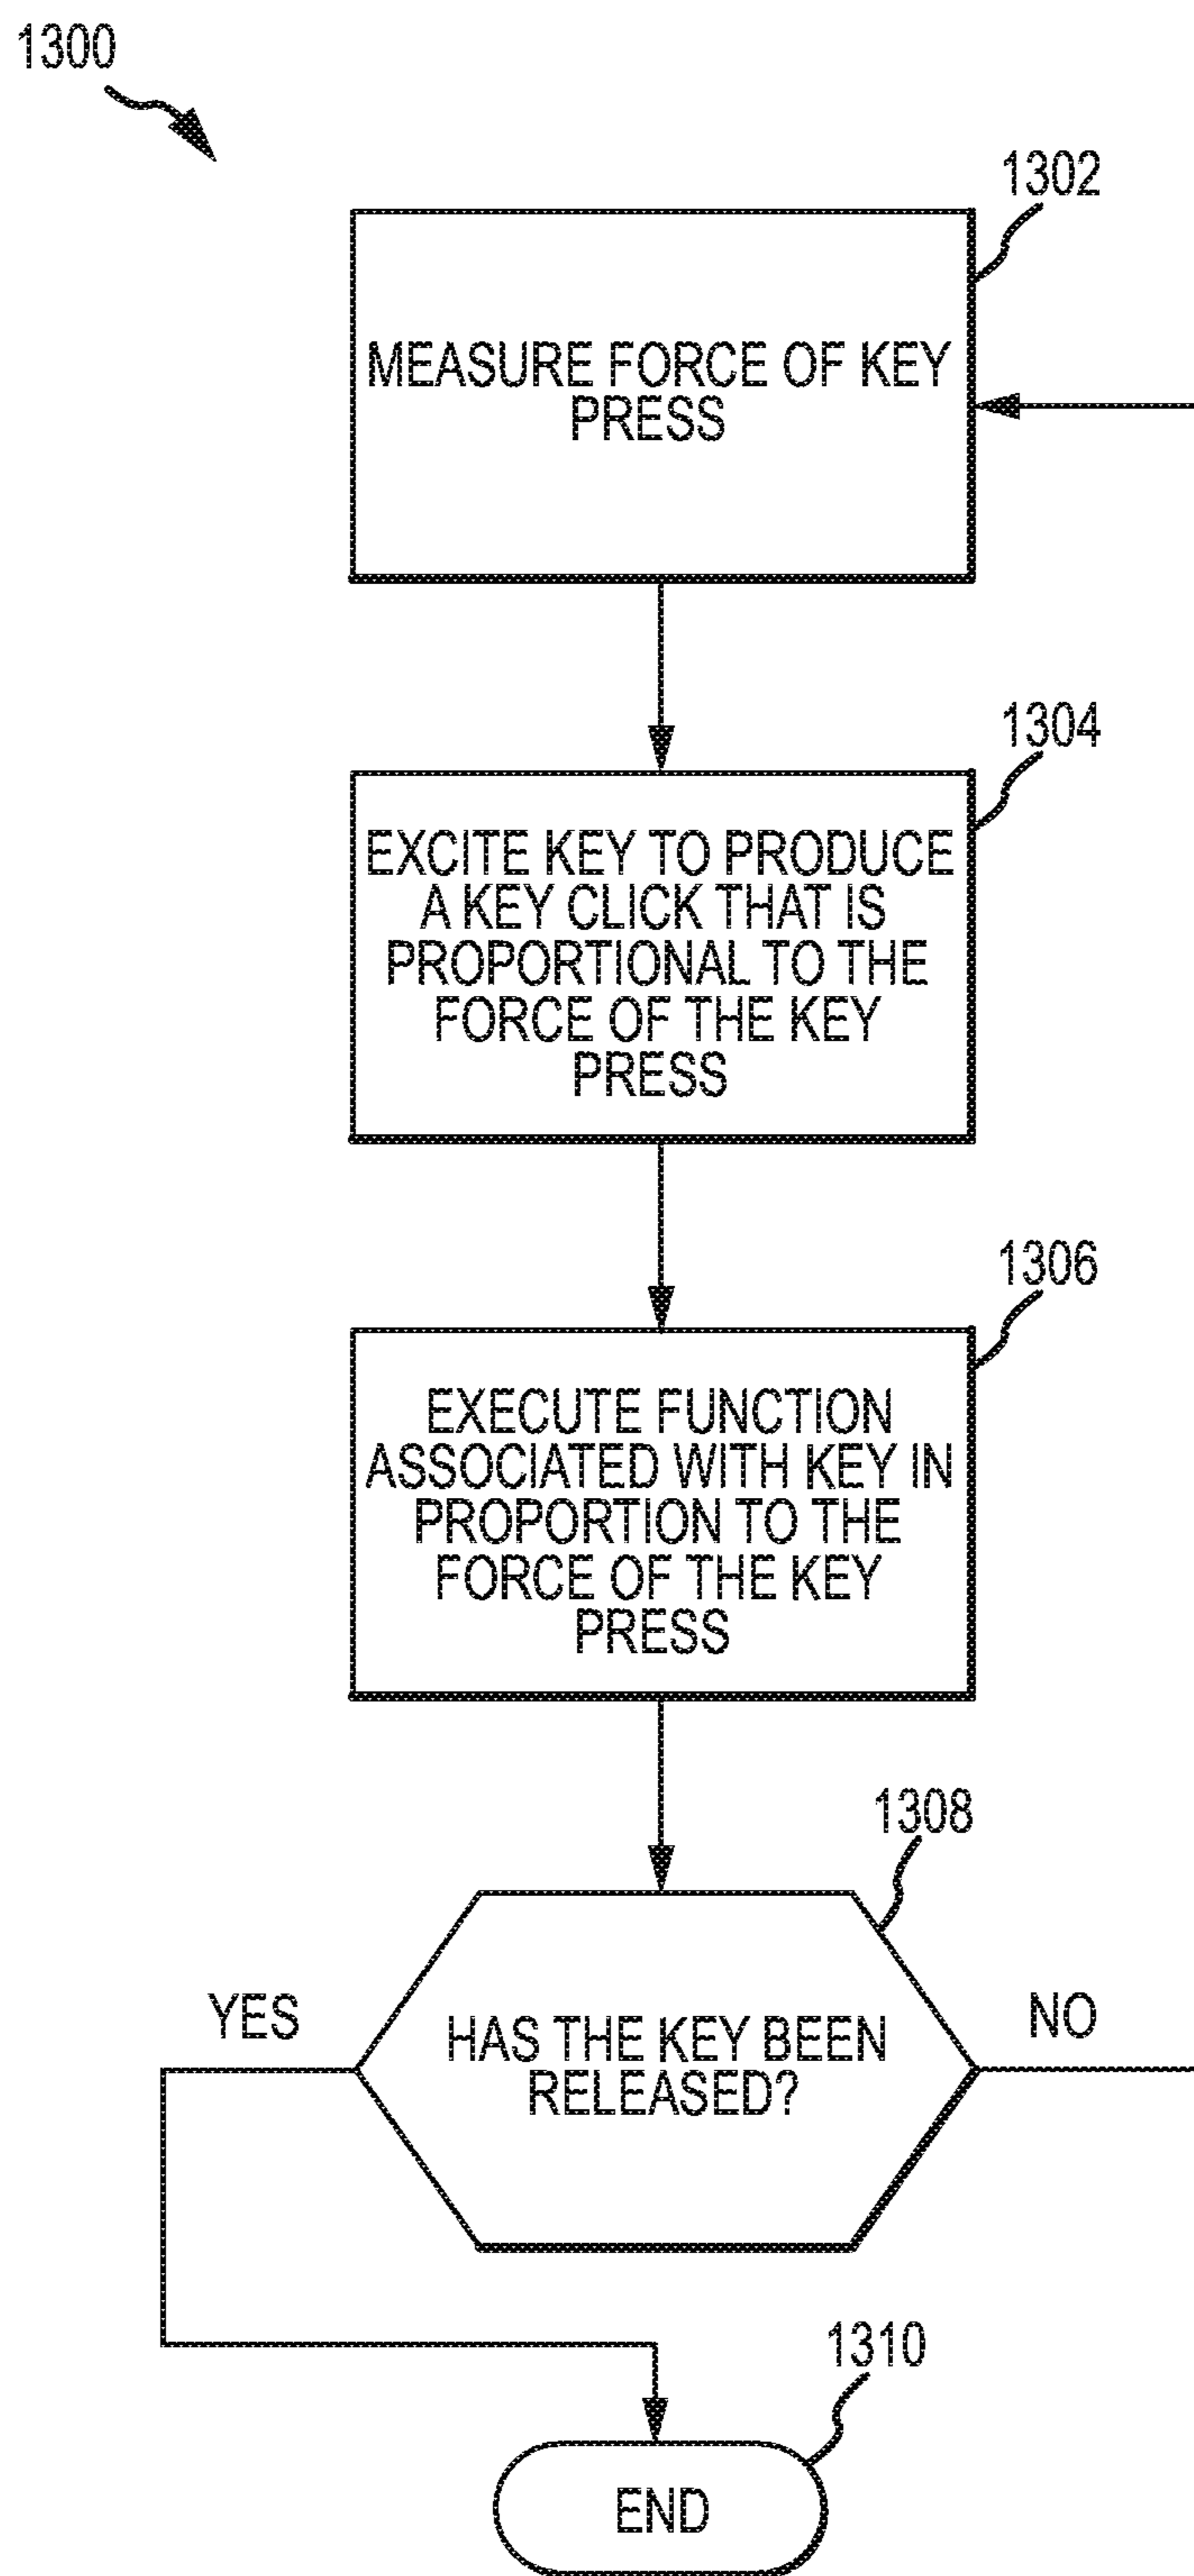 1300
1302
MEASURE FORCE OF KEY
PRESS
1304
EXCITE KEY TO PRODUCE
A KEY CLICK THAT IS
PROPORTIONAL TO THE
FORCE OF THE KEY
PRESS
1306
EXECUTE FUNCTION
ASSOCIATED WITH KEY IN
PROPORTION TO THE
FORCE OF THE KEY
PRESS
1308
YES
HAS THE KEY BEEN
RELEASED?
NO
1310
END